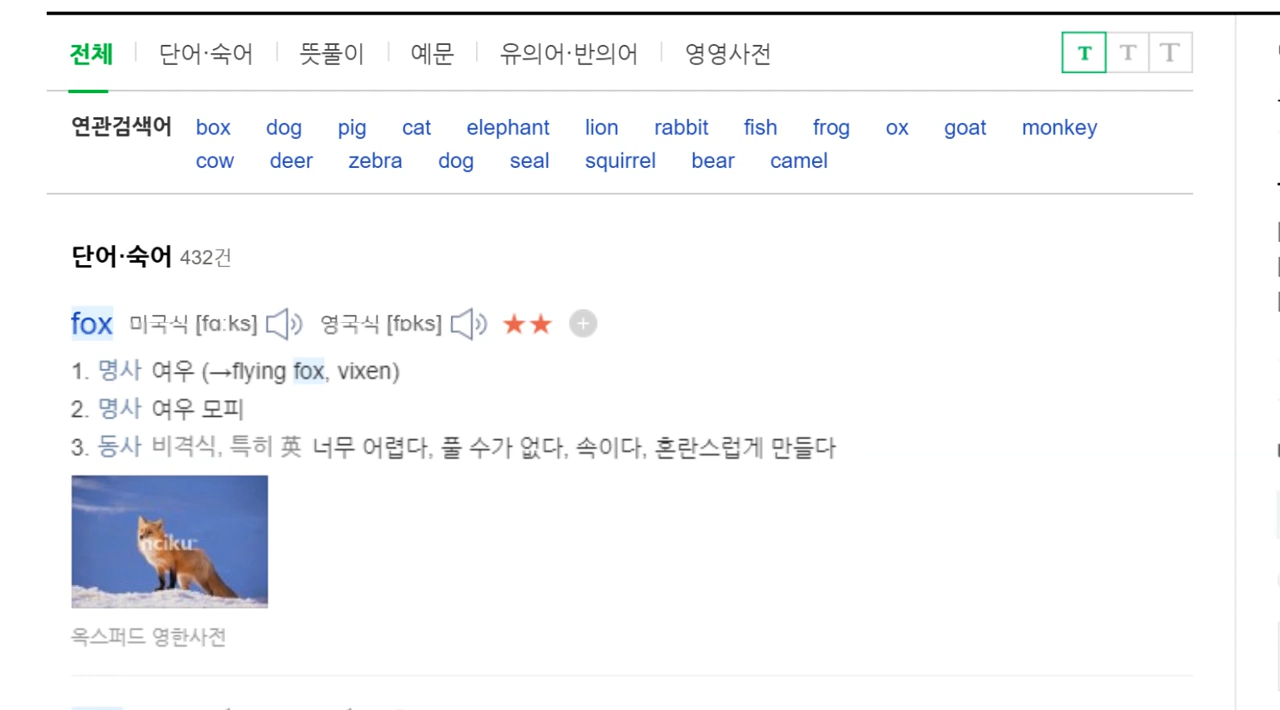 전체 단어·숙어 뜻풀이 예문 유의어·반의어 영영사전 T T T
연관검색어 box dog pig cat elephant lion rabbit fish frog ox goat monkey
cow deer zebra dog seal squirrel bear camel
단어·숙어 432건
fox 미국식 [fɑːks] 영국식 [fɒks] ★★ +
1. 명사 여우 (→flying fox, vixen)
2. 명사 여우 모피
3. 동사 비격식, 특히 英 너무 어렵다, 풀 수가 없다, 속이다, 혼란스럽게 만들다
nciku
옥스퍼드 영한사전